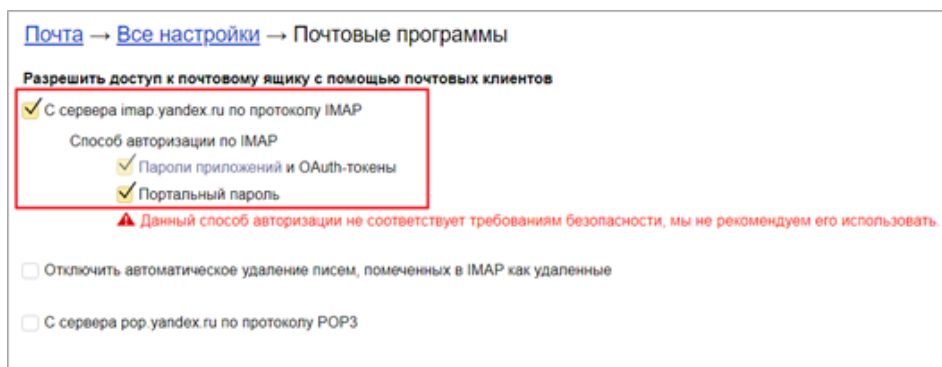 Почта → Все настройки → Почтовые программы
Разрешить доступ к почтовому ящику с помощью почтовых клиентов
С сервера imap.yandex.ru по протоколу IMAP
Способ авторизации по IMAP
Пароли приложений и OAuth-токены
Портальный пароль
Данный способ авторизации не соответствует требованиям безопасности, мы не рекомендуем его использовать.
Отключить автоматическое удаление писем, помеченных в IMAP как удаленные
С сервера pop.yandex.ru по протоколу POP3